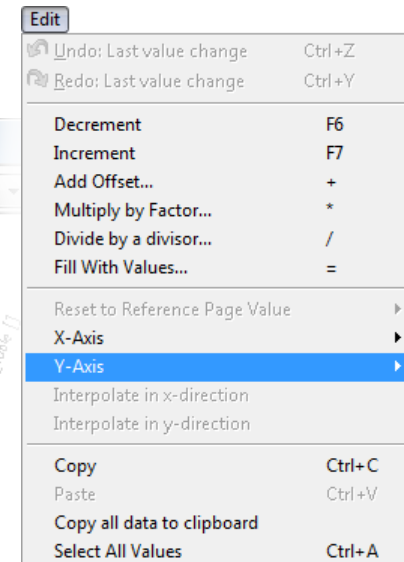 Edit
Undo: Last value change Ctrl+Z
Redo: Last value change Ctrl+Y
Decrement F6
Increment F7
Add Offset... +
Multiply by Factor... *
Divide by a divisor... /
Fill With Values... =
Reset to Reference Page Value
X-Axis
Y-Axis
Interpolate in x-direction
Interpolate in y-direction
Copy Ctrl+C
Paste Ctrl+V
Copy all data to clipboard
Select All Values Ctrl+A